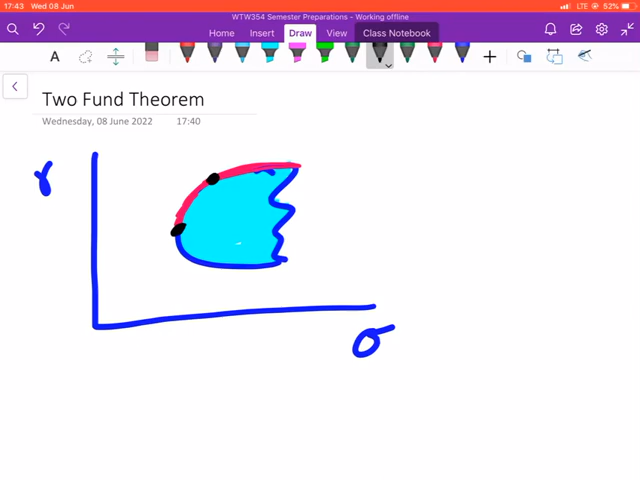 17:43 Wed 08 Jun LTE 52%
WTW354 Semester Preparations - Working offline
Home Insert Draw View Class Notebook
A
Two Fund Theorem
Wednesday, 08 June 2022 17:40
r
σ